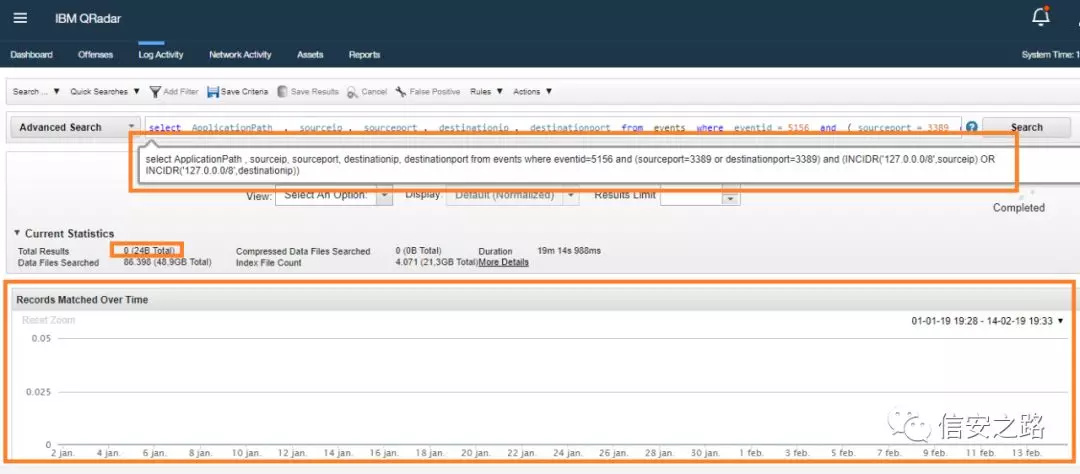 IBM QRadar
Dashboard Offenses Log Activity Network Activity Assets Reports System Time: 1
Search... Quick Searches Add Filter Save Criteria Save Results Cancel False Positive Rules Actions
Advanced Search select ApplicationPath , sourceip , sourceport , destinationip , destinationport from events where eventid = 5156 and ( sourceport = 3389 Search
select ApplicationPath , sourceip, sourceport, destinationip, destinationport from events where eventid=5156 and (sourceport=3389 or destinationport=3389) and (INCIDR('127.0.0.0/8',sourceip) OR
INCIDR('127.0.0.0/8',destinationip))
View: Select An Option: Display: Default (Normalized) Results Limit
Completed
Current Statistics
Total Results 0 (24B Total) Compressed Data Files Searched 0 (0B Total) Duration 19m 14s 988ms
Data Files Searched 86.398 (48,9GB Total) Index File Count 4.071 (21,3GB Total) More Details
Records Matched Over Time
Reset Zoom 01-01-19 19:28 - 14-02-19 19:33
0.05
0.025
0
2 jan. 4 jan. 6 jan. 8 jan. 10 jan. 12 jan. 14 jan. 16 jan. 18 jan. 20 jan. 22 jan. 24 jan. 26 jan. 28 jan. 30 jan. 1 feb. 3 feb. 5 feb. 7 feb. 9 feb. 11 feb. 13 feb.
信安之路